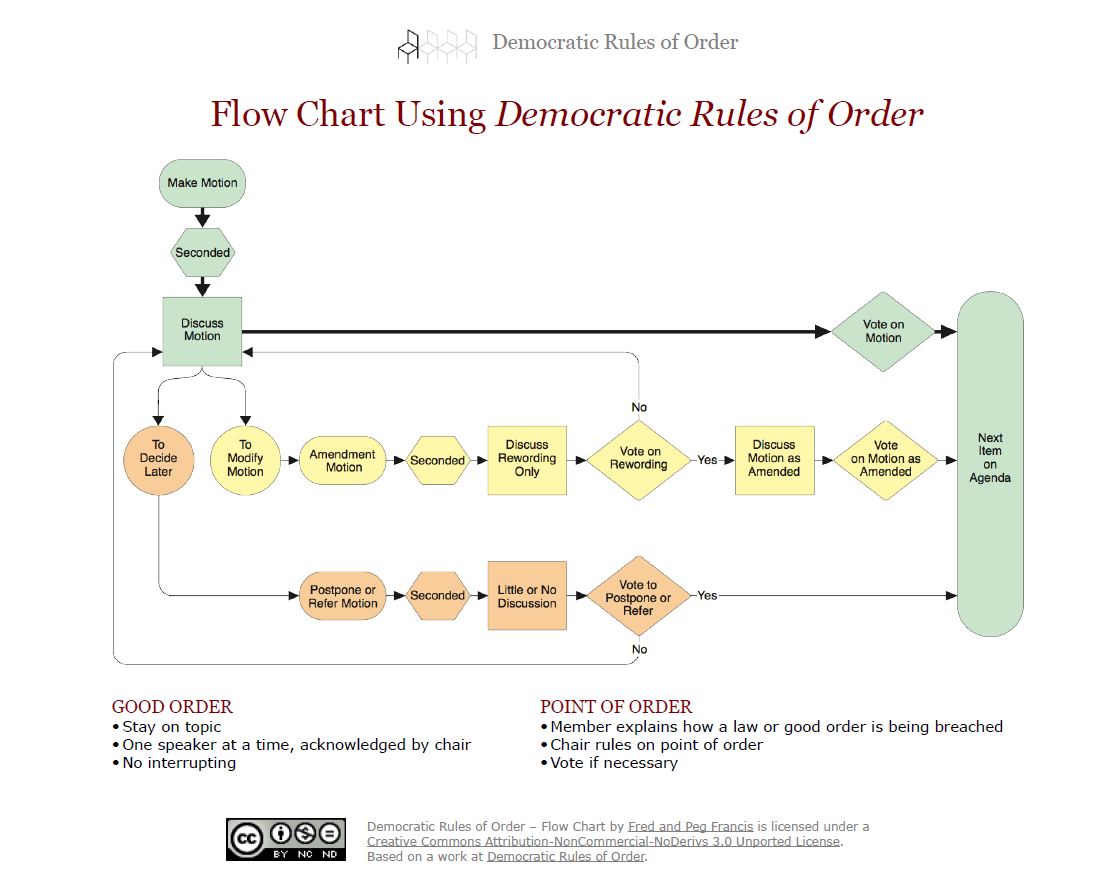 Democratic Rules of Order
Flow Chart Using Democratic Rules of Order
Make Motion
Seconded
Discuss
Motion
Vote on
Motion
No
To
Decide
Later
To
Modify
Motion
Amendment
Motion
Seconded
Discuss
Rewording
Only
Vote on
Rewording
Yes
Discuss
Motion as
Amended
Vote
on Motion as
Amended
Next
Item
on
Agenda
Postpone or
Refer Motion
Seconded
Little or No
Discussion
Vote to
Postpone or
Refer
Yes
No
GOOD ORDER
• Stay on topic
• One speaker at a time, acknowledged by chair
• No interrupting
POINT OF ORDER
• Member explains how a law or good order is being breached
• Chair rules on point of order
• Vote if necessary
cc
BY NC ND
Democratic Rules of Order – Flow Chart by Fred and Peg Francis is licensed under a
Creative Commons Attribution-NonCommercial-NoDerivs 3.0 Unported License.
Based on a work at Democratic Rules of Order.